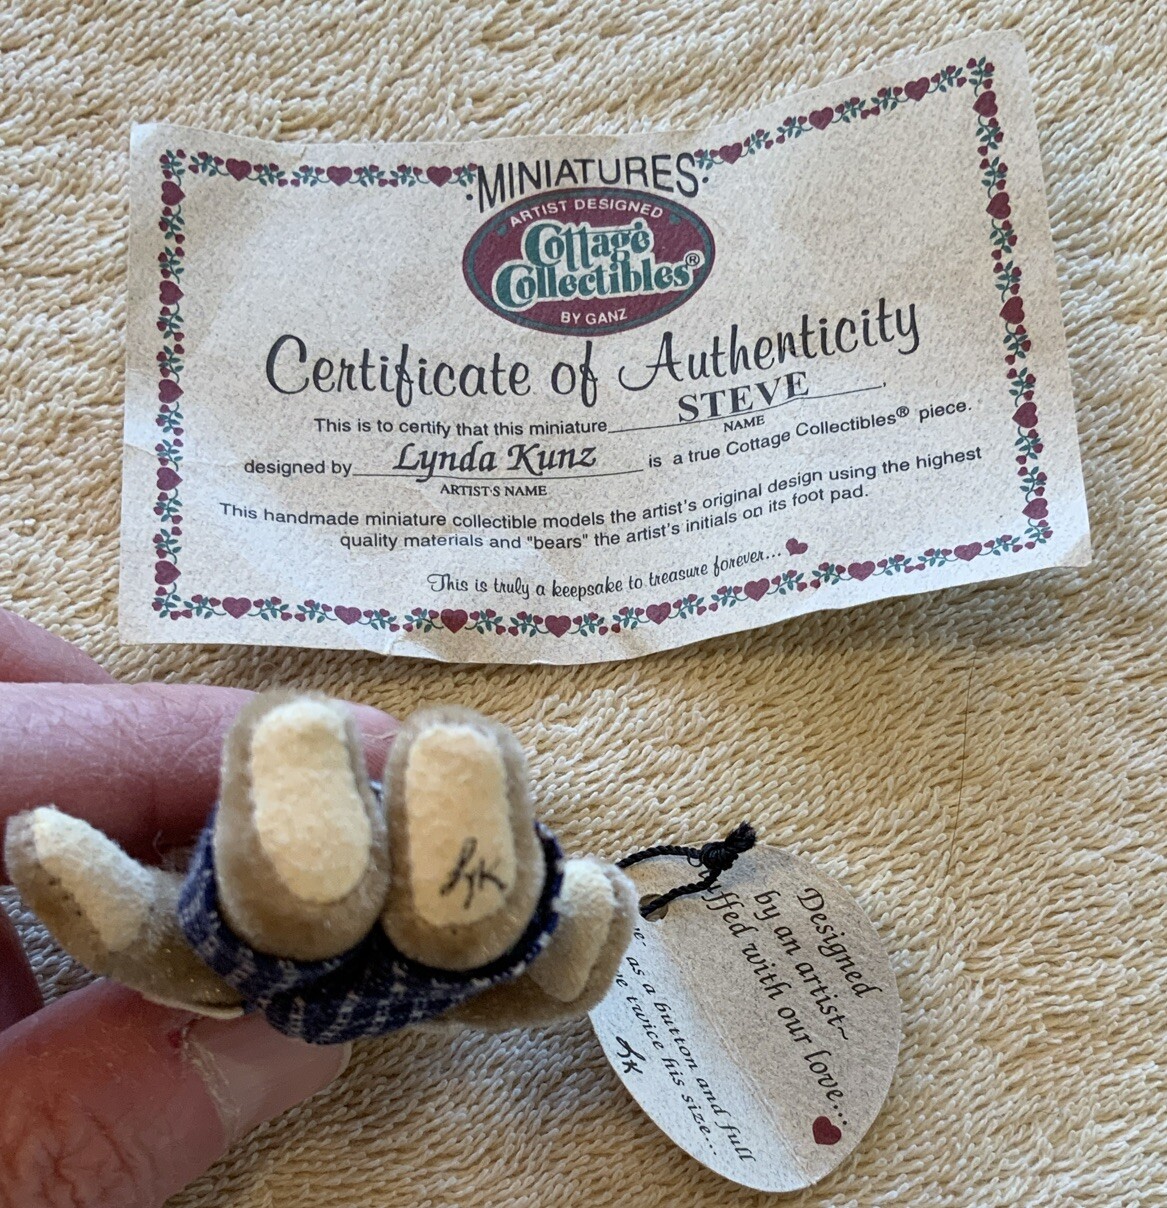 ·MINIATURES·
ARTIST DESIGNED
Cottage
Collectibles®
BY GANZ
Certificate of Authenticity
This is to certify that this miniature STEVE,
NAME
designed by Lynda Kunz is a true Cottage Collectibles® piece.
ARTIST'S NAME
This handmade miniature collectible models the artist's original design using the highest
quality materials and "bears" the artist's initials on its foot pad.
This is truly a keepsake to treasure forever...
LK
Designed
by an artist~
with our love...
as a button and full
twice his size...
LK